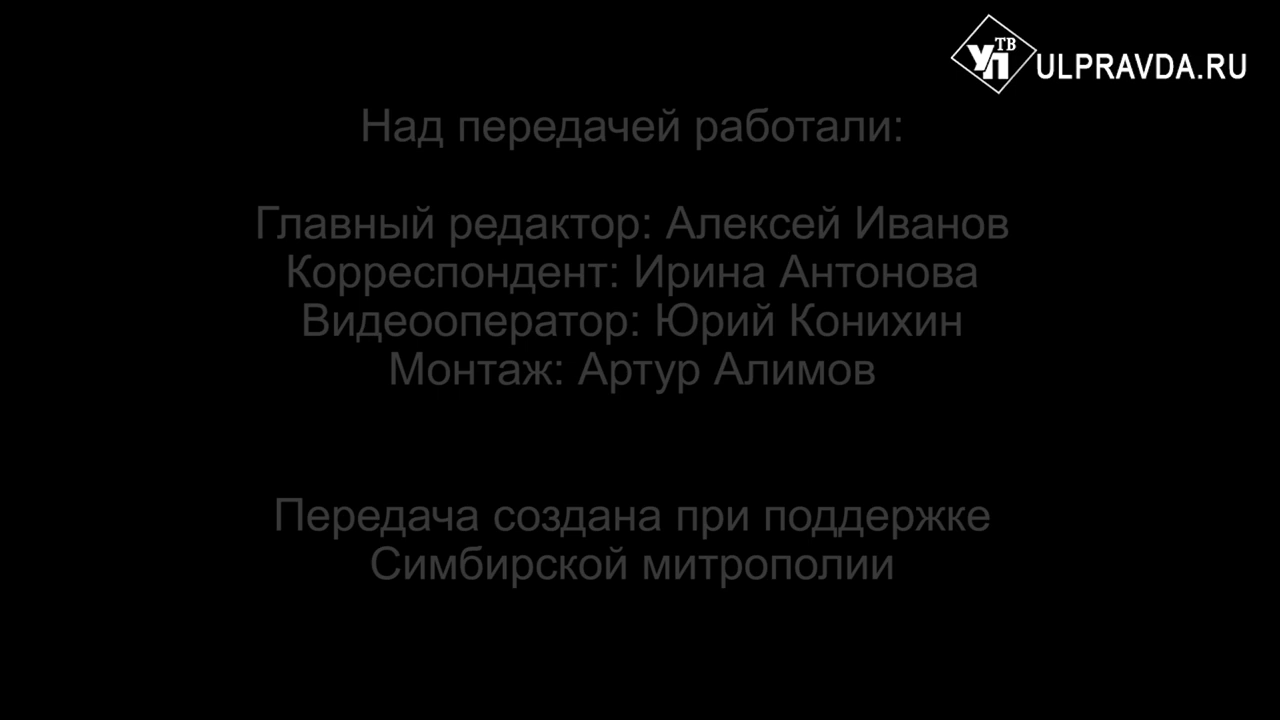 ТВ
УП
ULPRAVDA.RU
Над передачей работали:
Главный редактор: Алексей Иванов
Корреспондент: Ирина Антонова
Видеооператор: Юрий Конихин
Монтаж: Артур Алимов
Передача создана при поддержке
Симбирской митрополии